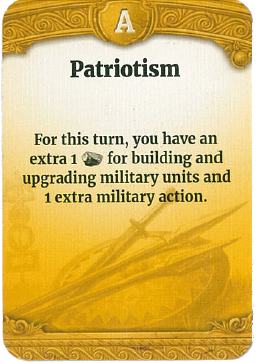 A
Patriotism
For this turn, you have an
extra 1 for building and
upgrading military units and
1 extra military action.